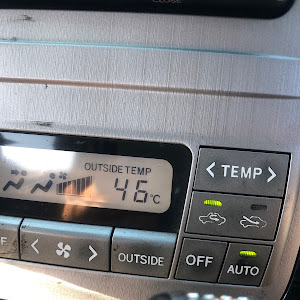 CLOSE
OUTSIDE TEMP
46°C
< TEMP >
F
< >
OUTSIDE
OFF
AUTO